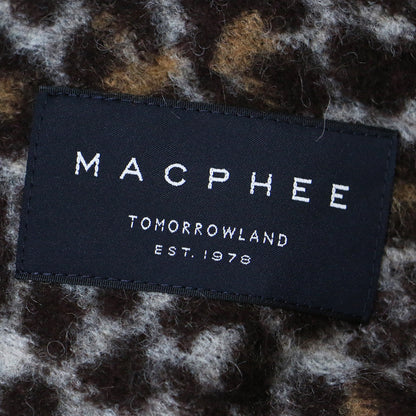 MACPHEE
TOMORROWLAND
EST. 1978